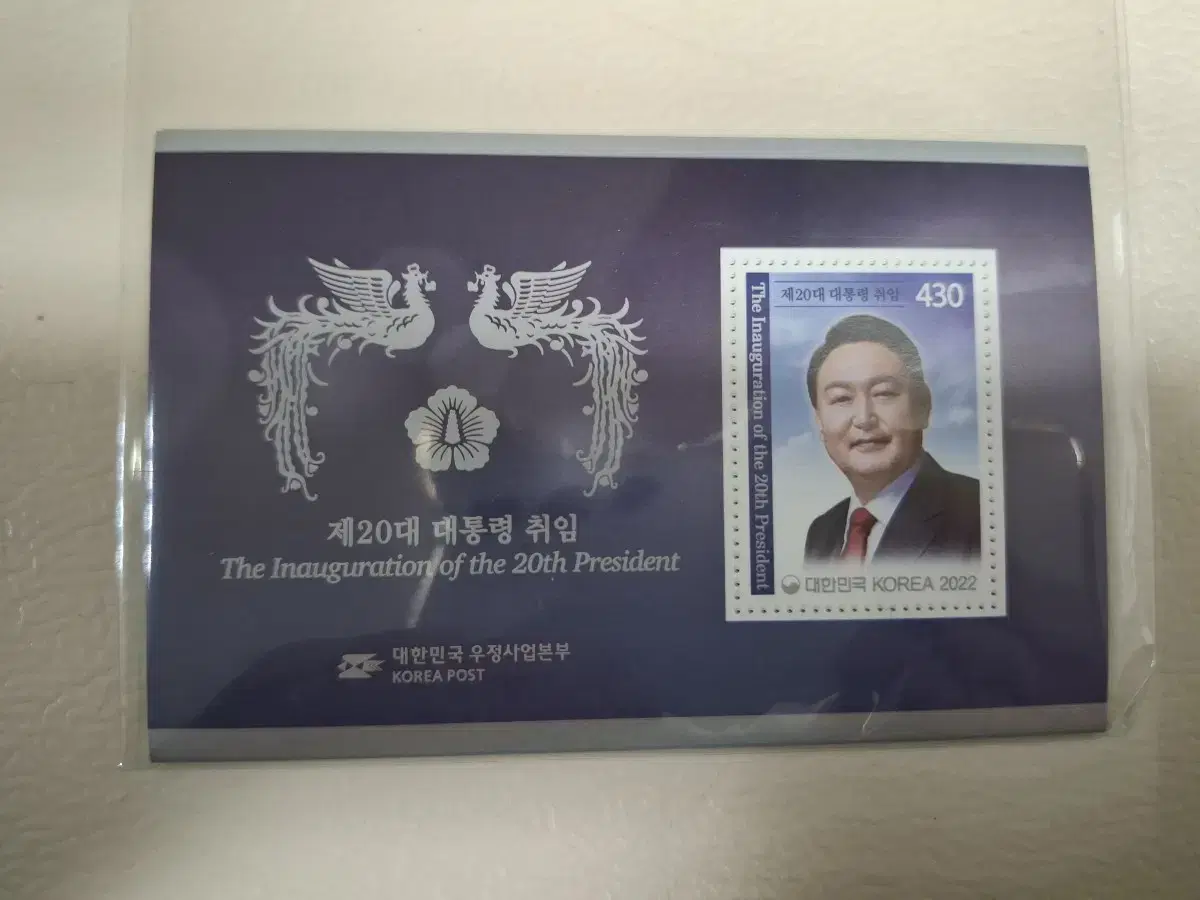 제20대 대통령 취임
The Inauguration of the 20th President
대한민국 우정사업본부
KOREA POST
The Inauguration of the 20th President
제20대 대통령 취임 430
대한민국 KOREA 2022